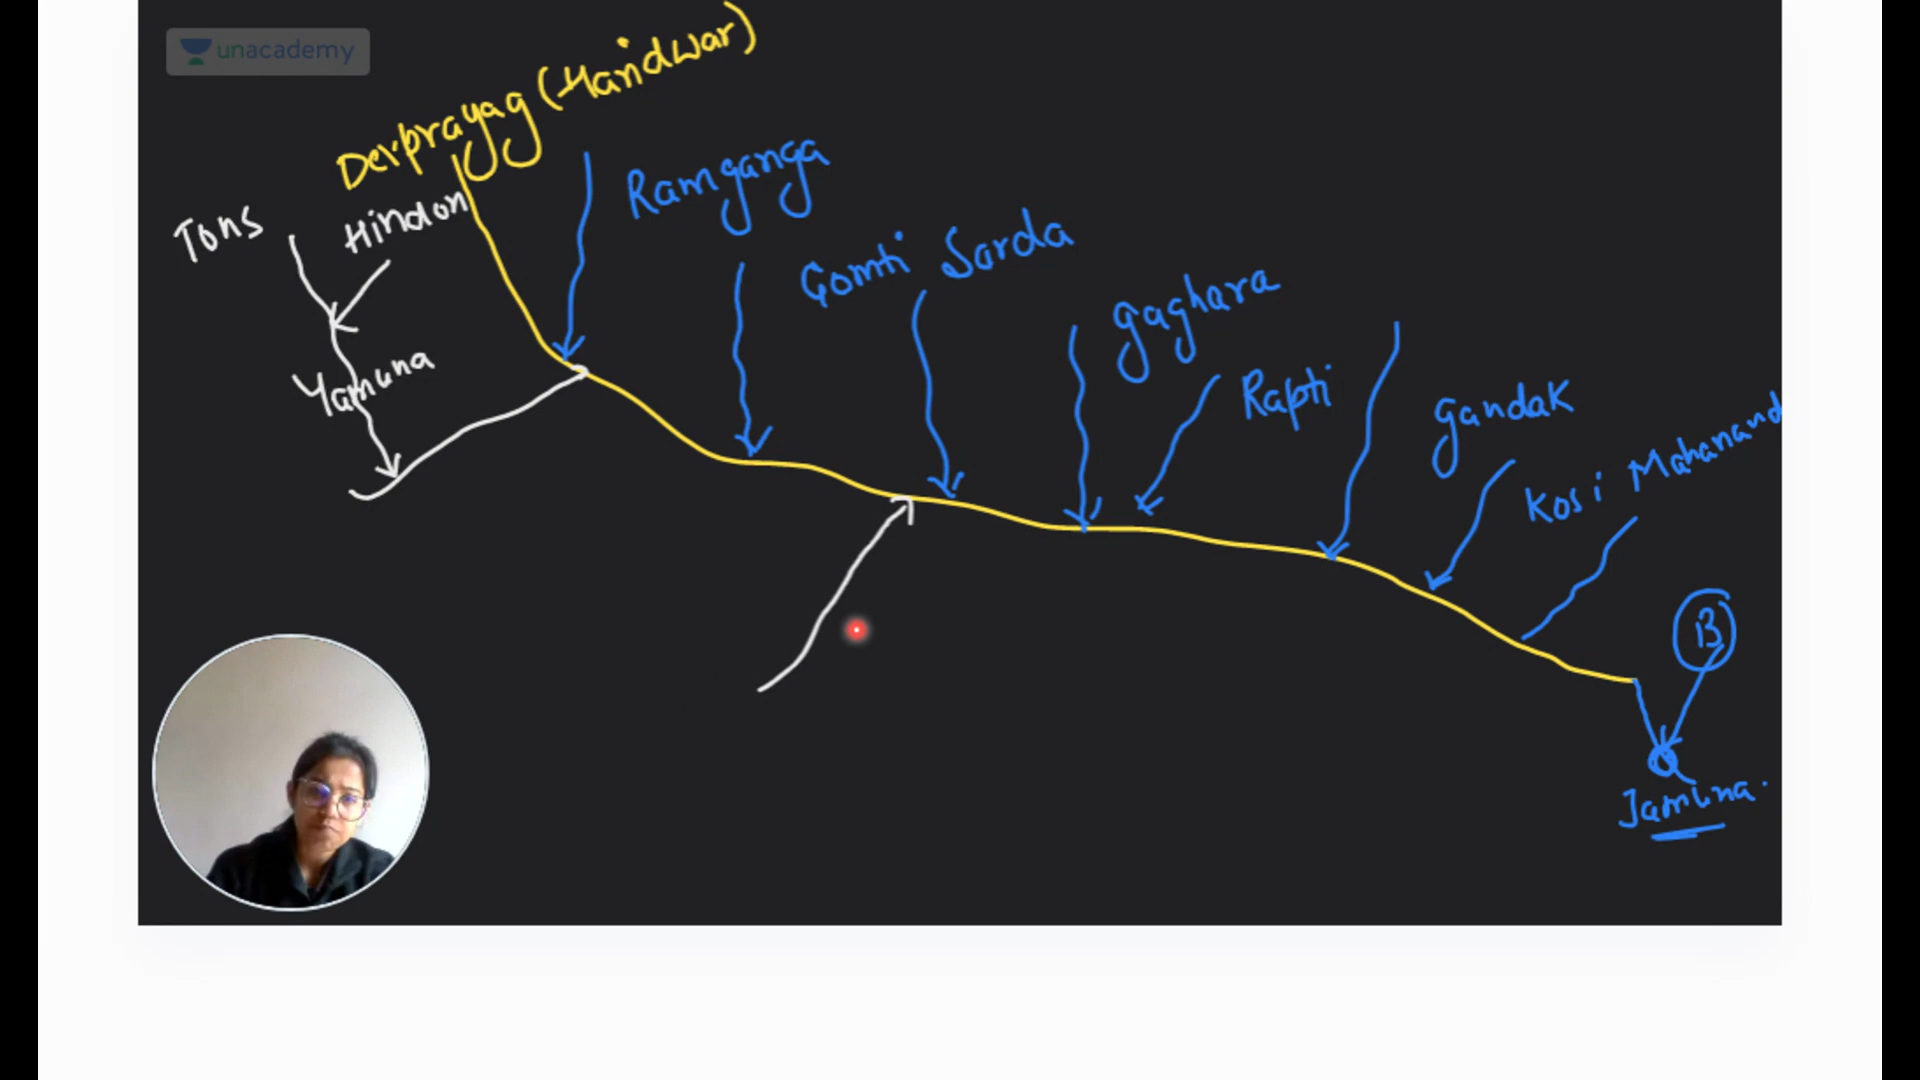 unacademy
Devprayag (Haridwar)
Ramganga
Tons
Hindon
Gomti
Sarda
Gaghara
Yamuna
Rapti
Gandak
Kosi
Mahanand
B
Jamuna.